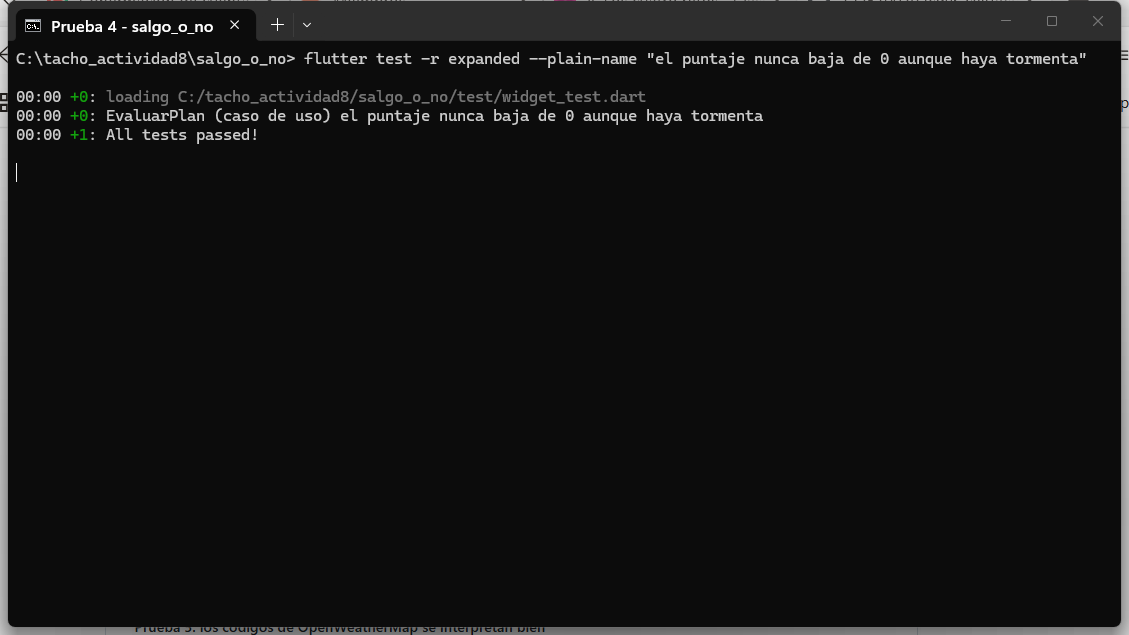 Prueba 4 - salgo_o_no
C:\tacho_actividad8\salgo_o_no> flutter test -r expanded --plain-name "el puntaje nunca baja de 0 aunque haya tormenta"
00:00 +0: loading C:/tacho_actividad8/salgo_o_no/test/widget_test.dart
00:00 +0: EvaluarPlan (caso de uso) el puntaje nunca baja de 0 aunque haya tormenta
00:00 +1: All tests passed!
Prueba 5: los códigos de OpenWeatherMap se interpretan bien